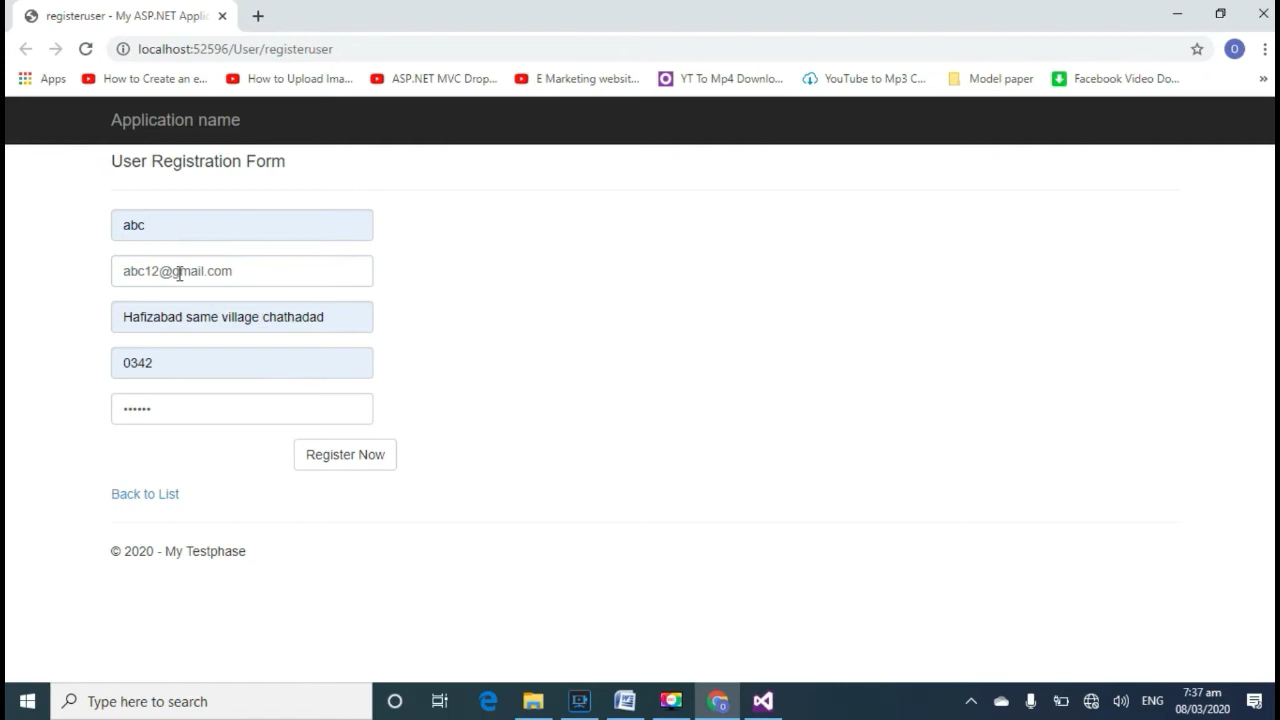 registeruser - My ASP.NET Applic
localhost:52596/User/registeruser
O
Apps
How to Create an e...
How to Upload Ima...
ASP.NET MVC Drop...
E Marketing websit...
YT To Mp4 Downlo...
YouTube to Mp3 C...
Model paper
Facebook Video Do...
»
Application name
User Registration Form
abc
abc12@gmail.com
Hafizabad same village chathadad
0342
••••••
Register Now
Back to List
© 2020 - My Testphase
Type here to search
ENG
7:37 am
08/03/2020